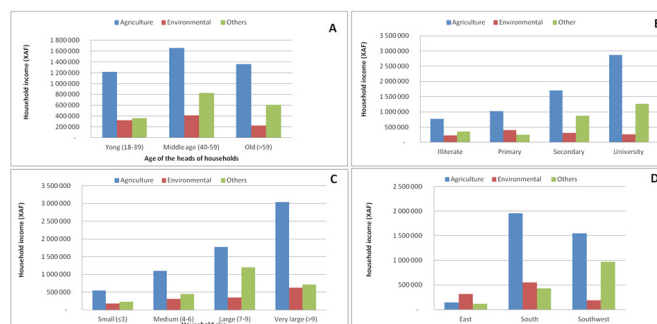 Agriculture Environmental Others
A
Household income (XAF)
1 800 000
1 600 000
1 400 000
1 200 000
1 000 000
800 000
600 000
400 000
200 000
-
Yong (18-39) Middle age (40-59) Old (>59)
Age of the heads of households
Agriculture Environmental Other
B
Household income (XAF)
3 500 000
3 000 000
2 500 000
2 000 000
1 500 000
1 000 000
500 000
-
Illiterate Primary Secondary University
Agriculture Environmental Others
C
Household income (XAF)
3 500 000
3 000 000
2 500 000
2 000 000
1 500 000
1 000 000
500 000
-
Small (≤3) Medium (4-6) Large (7-9) Very large (>9)
Agriculture Environmental Others
D
household income (XAF)
2 500 000
2 000 000
1 500 000
1 000 000
500 000
-
East South Southwest